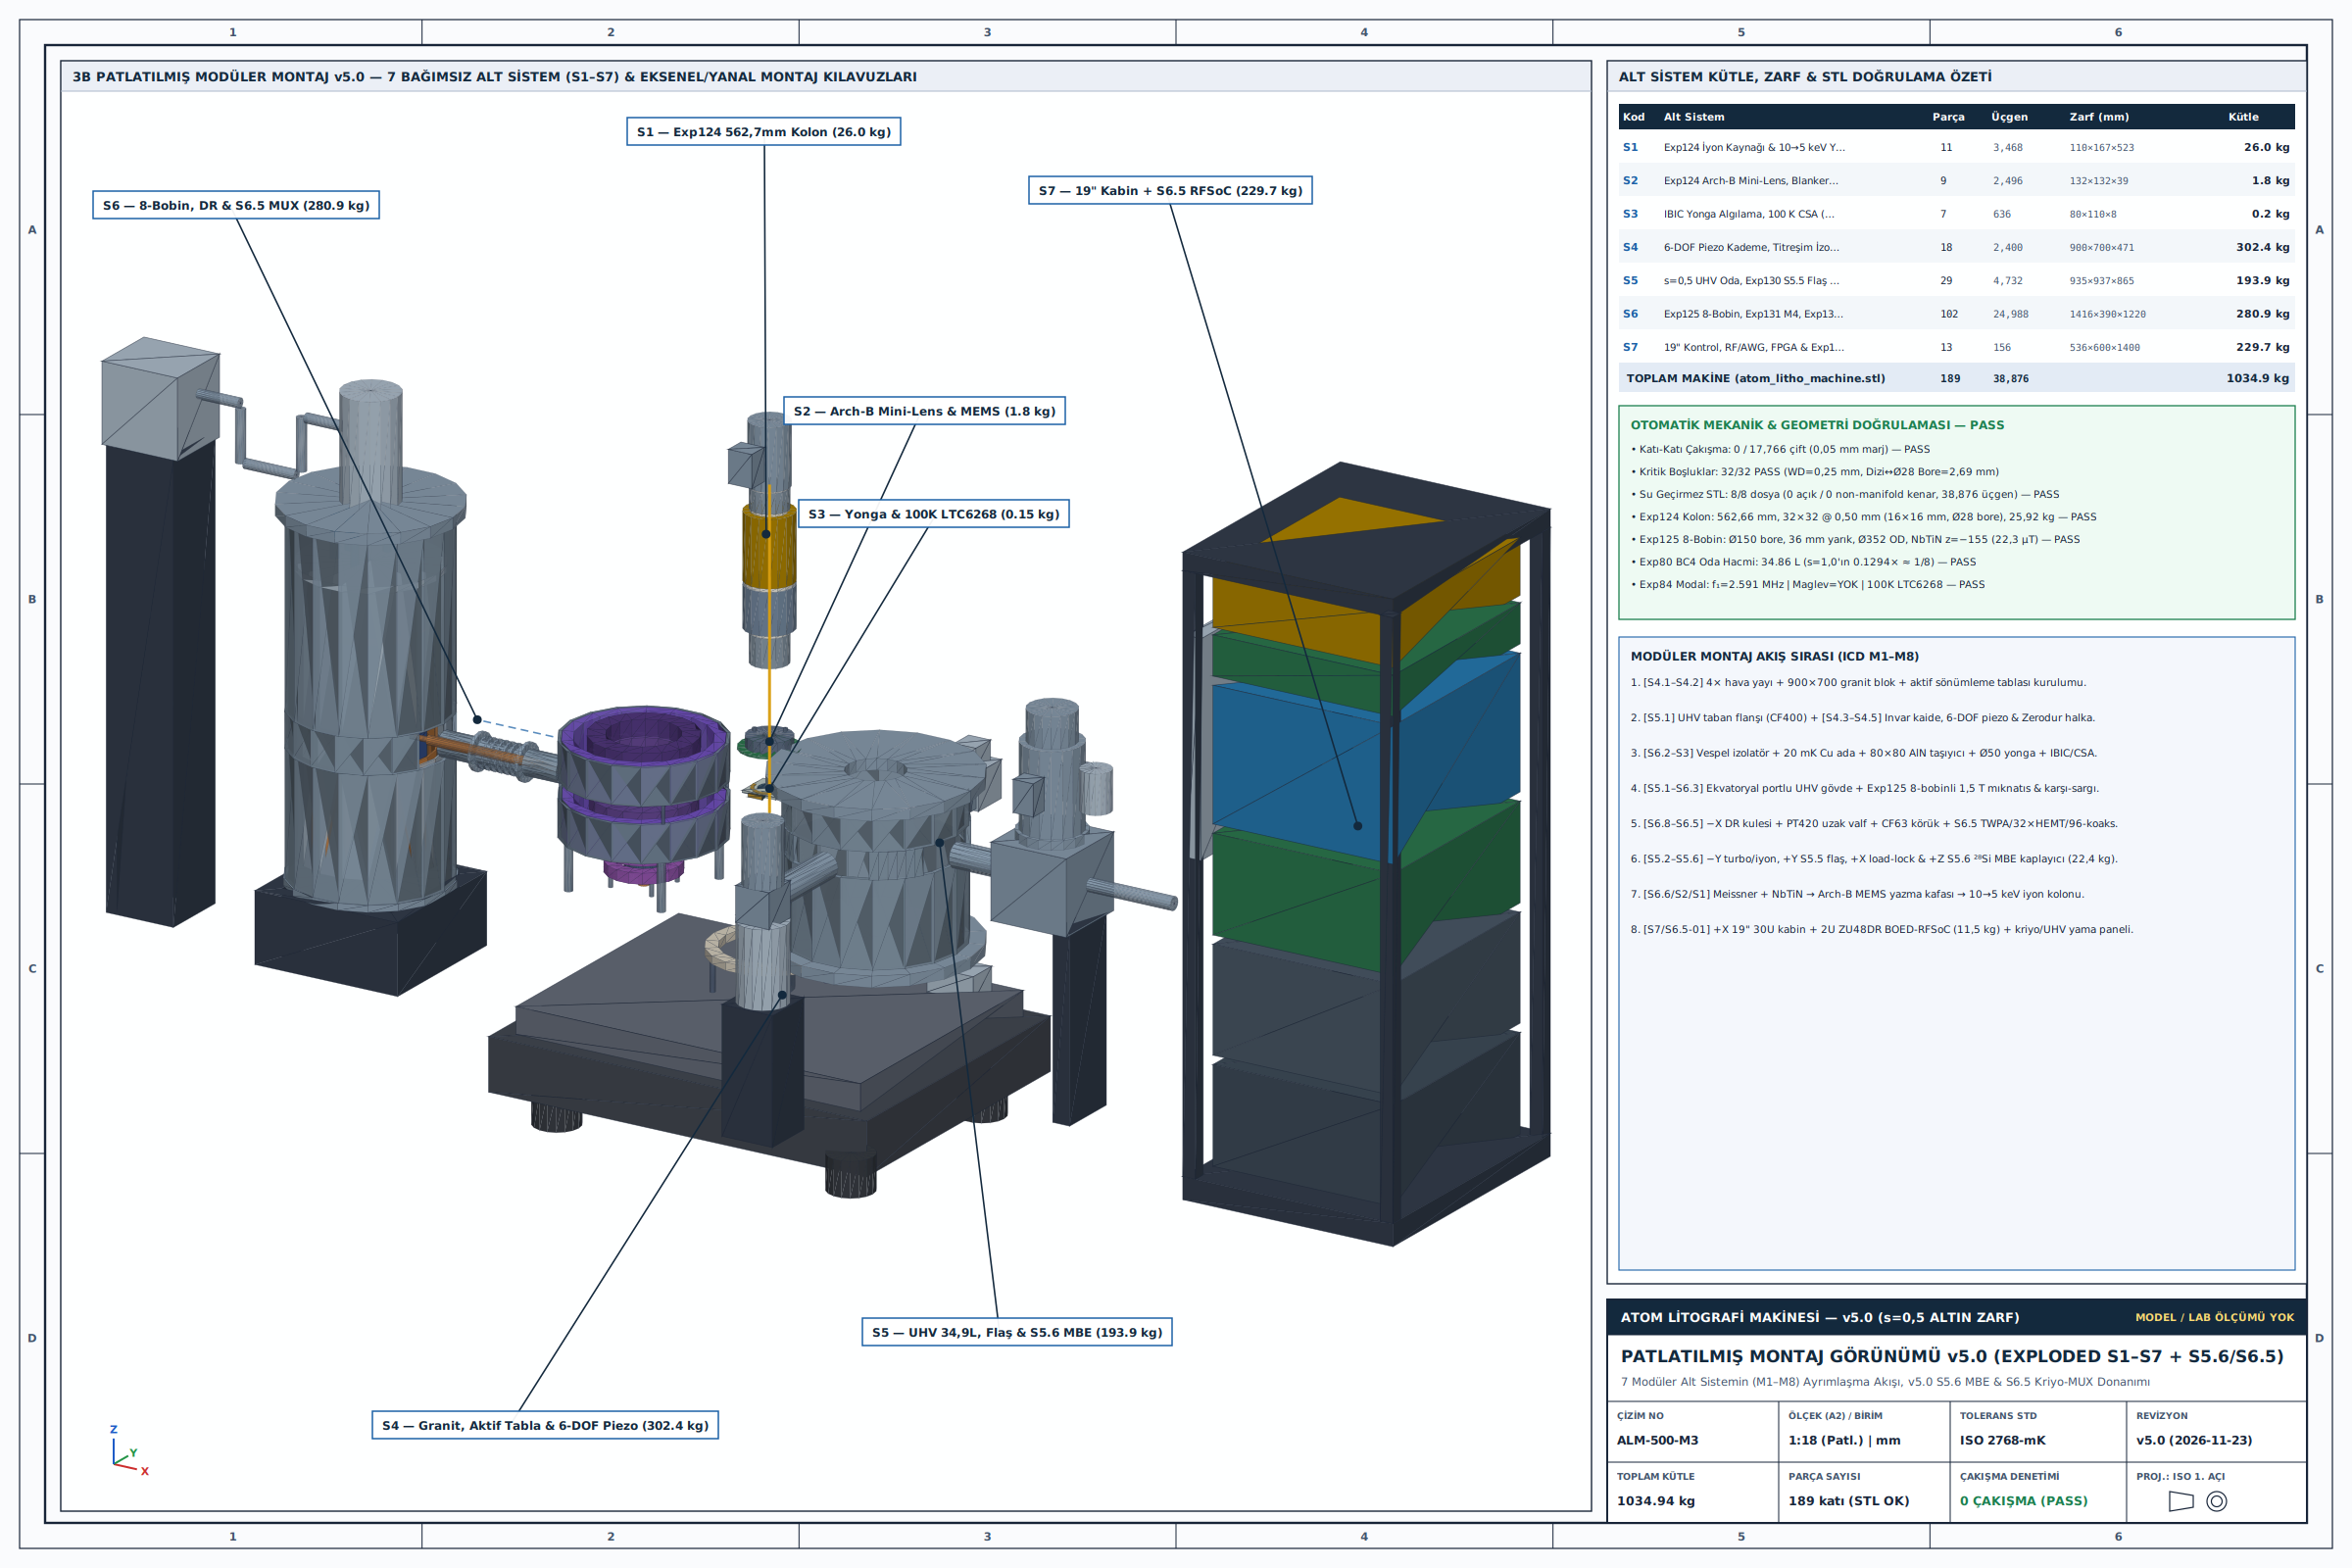 1 2 3 4 5 6
3B PATLATILMIŞ MODÜLER MONTAJ v5.0 — 7 BAĞIMSIZ ALT SİSTEM (S1–S7) & EKSENEL/YANAL MONTAJ KILAVUZLARI
S1 — Exp124 562,7mm Kolon (26.0 kg)
S7 — 19" Kabin + S6.5 RFSoC (229.7 kg)
S6 — 8-Bobin, DR & S6.5 MUX (280.9 kg)
S2 — Arch-B Mini-Lens & MEMS (1.8 kg)
S3 — Yonga & 100K LTC6268 (0.15 kg)
S5 — UHV 34,9L, Flaş & S5.6 MBE (193.9 kg)
S4 — Granit, Aktif Tabla & 6-DOF Piezo (302.4 kg)
Z
Y
X
A
B
C
D
ALT SİSTEM KÜTLE, ZARF & STL DOĞRULAMA ÖZETİ
Kod Alt Sistem Parça Üçgen Zarf (mm) Kütle
S1 Exp124 İyon Kaynağı & 10→5 keV Y... 11 3,468 110×167×523 26.0 kg
S2 Exp124 Arch-B Mini-Lens, Blanker... 9 2,496 132×132×39 1.8 kg
S3 IBIC Yonga Algılama, 100 K CSA (... 7 636 80×110×8 0.2 kg
S4 6-DOF Piezo Kademe, Titreşim İzo... 18 2,400 900×700×471 302.4 kg
S5 s=0,5 UHV Oda, Exp130 S5.5 Flaş ... 29 4,732 935×937×865 193.9 kg
S6 Exp125 8-Bobin, Exp131 M4, Exp13... 102 24,988 1416×390×1220 280.9 kg
S7 19" Kontrol, RF/AWG, FPGA & Exp1... 13 156 536×600×1400 229.7 kg
TOPLAM MAKİNE (atom_litho_machine.stl) 189 38,876 1034.9 kg
OTOMATİK MEKANİK & GEOMETRİ DOĞRULAMASI — PASS
• Katı-Katı Çakışma: 0 / 17,766 çift (0,05 mm marj) — PASS
• Kritik Boşluklar: 32/32 PASS (WD=0,25 mm, Dizi↔Ø28 Bore=2,69 mm)
• Su Geçirmez STL: 8/8 dosya (0 açık / 0 non-manifold kenar, 38,876 üçgen) — PASS
• Exp124 Kolon: 562,66 mm, 32×32 @ 0,50 mm (16×16 mm, Ø28 bore), 25,92 kg — PASS
• Exp125 8-Bobin: Ø150 bore, 36 mm yarık, Ø352 OD, NbTiN z=−155 (22,3 µT) — PASS
• Exp80 BC4 Oda Hacmi: 34.86 L (s=1,0'ın 0.1294× ≈ 1/8) — PASS
• Exp84 Modal: f₁=2.591 MHz | Maglev=YOK | 100K LTC6268 — PASS
MODÜLER MONTAJ AKIŞ SIRASI (ICD M1–M8)
1. [S4.1–S4.2] 4× hava yayı + 900×700 granit blok + aktif sönümleme tablası kurulumu.
2. [S5.1] UHV taban flanşı (CF400) + [S4.3–S4.5] Invar kaide, 6-DOF piezo & Zerodur halka.
3. [S6.2–S3] Vespel izolatör + 20 mK Cu ada + 80×80 AlN taşıyıcı + Ø50 yonga + IBIC/CSA.
4. [S5.1–S6.3] Ekvatoryal portlu UHV gövde + Exp125 8-bobinli 1,5 T mıknatıs & karşı-sargı.
5. [S6.8–S6.5] −X DR kulesi + PT420 uzak valf + CF63 körük + S6.5 TWPA/32×HEMT/96-koaks.
6. [S5.2–S5.6] −Y turbo/iyon, +Y S5.5 flaş, +X load-lock & +Z S5.6 ²⁸Si MBE kaplayıcı (22,4 kg).
7. [S6.6/S2/S1] Meissner + NbTiN → Arch-B MEMS yazma kafası → 10→5 keV iyon kolonu.
8. [S7/S6.5-01] +X 19" 30U kabin + 2U ZU48DR BOED-RFSoC (11,5 kg) + kriyo/UHV yama paneli.
A
B
C
D
ATOM LİTOGRAFİ MAKİNESİ — v5.0 (s=0,5 ALTIN ZARF) MODEL / LAB ÖLÇÜMÜ YOK
PATLATILMIŞ MONTAJ GÖRÜNÜMÜ v5.0 (EXPLODED S1–S7 + S5.6/S6.5)
7 Modüler Alt Sistemin (M1–M8) Ayrımlaşma Akışı, v5.0 S5.6 MBE & S6.5 Kriyo-MUX Donanımı
ÇİZİM NO ÖLÇEK (A2) / BİRİM TOLERANS STD REVİZYON
ALM-500-M3 1:18 (Patl.) | mm ISO 2768-mK v5.0 (2026-11-23)
TOPLAM KÜTLE PARÇA SAYISI ÇAKIŞMA DENETİMİ PROJ.: ISO 1. AÇI
1034.94 kg 189 katı (STL OK) 0 ÇAKIŞMA (PASS)
1 2 3 4 5 6